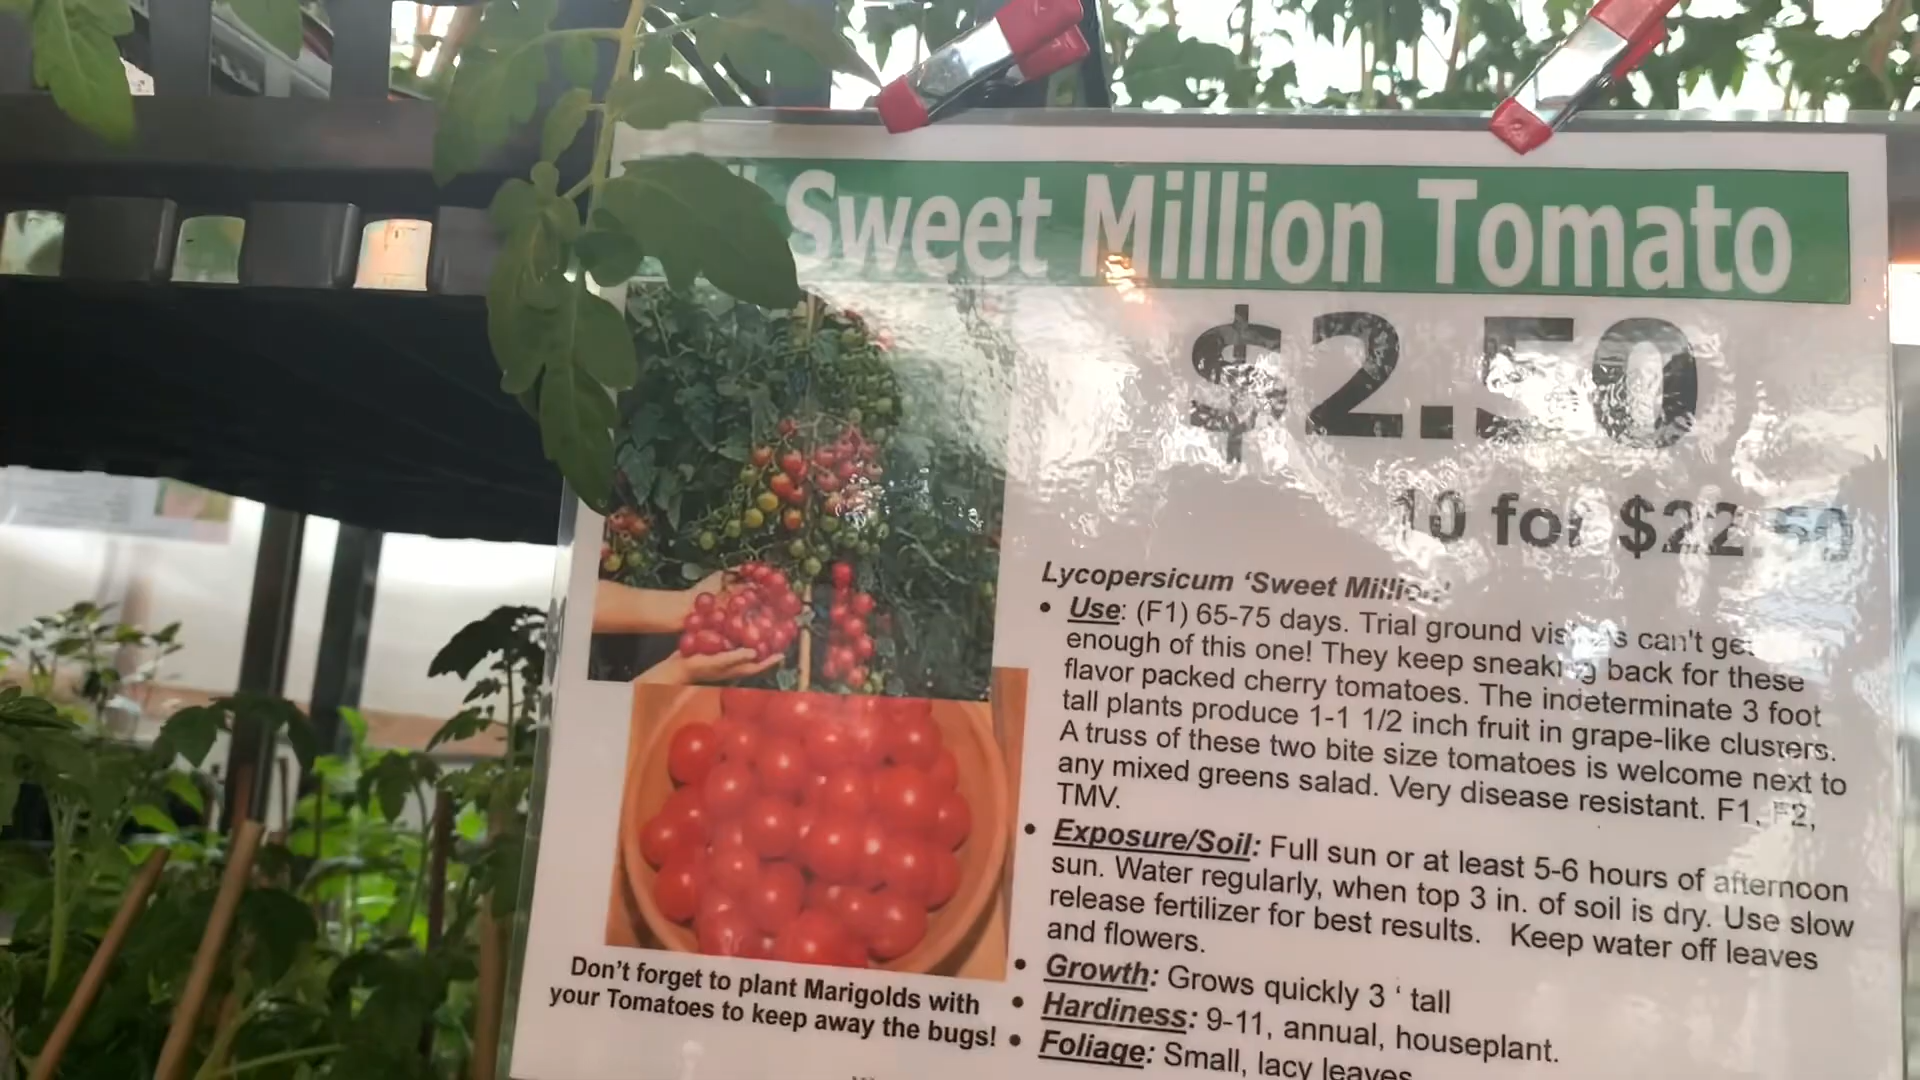 Sweet Million Tomato
$2.50
10 for $22.50
Lycopersicum ‘Sweet Million’
• Use: (F1) 65-75 days. Trial ground visitors can't get
enough of this one! They keep sneaking back for these
flavor packed cherry tomatoes. The indeterminate 3 foot
tall plants produce 1-1 1/2 inch fruit in grape-like clusters.
A truss of these two bite size tomatoes is welcome next to
any mixed greens salad. Very disease resistant. F1, F2,
TMV.
• Exposure/Soil: Full sun or at least 5-6 hours of afternoon
sun. Water regularly, when top 3 in. of soil is dry. Use slow
release fertilizer for best results. Keep water off leaves
and flowers.
• Growth: Grows quickly 3 ‘ tall
• Hardiness: 9-11, annual, houseplant.
• Foliage: Small, lacy leaves
Don’t forget to plant Marigolds with
your Tomatoes to keep away the bugs!